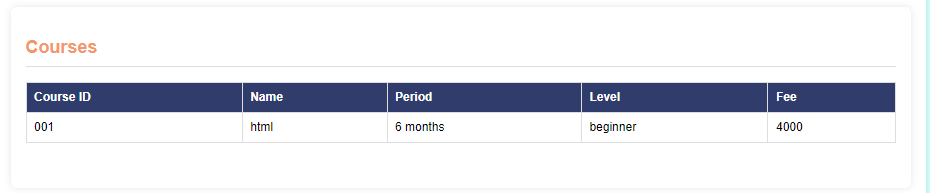 Courses
Course ID Name Period Level Fee
001 html 6 months beginner 4000